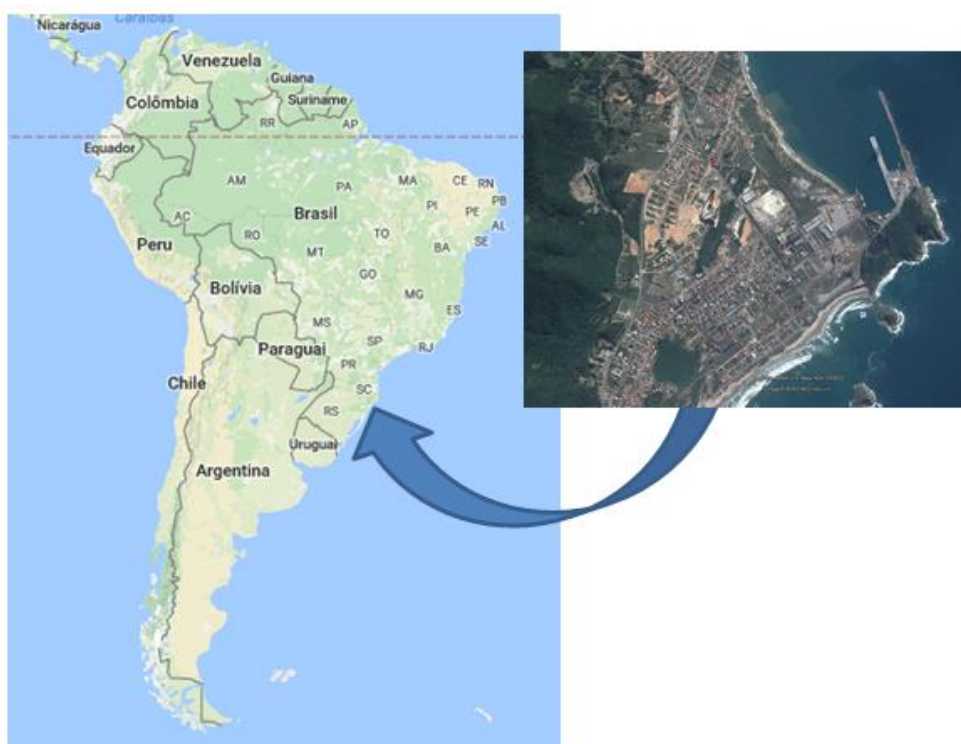 Caraíbas
Nicarágua
Venezuela
Guiana
Suriname
Colômbia
RR
AP
Equador
AM
PA
MA
CE
RN
PB
PI
PE
AL
SE
AC
Brasil
TO
RO
BA
Peru
MT
GO
Bolívia
MG
ES
MS
SP
RJ
Paraguai
PR
Chile
SC
RS
Uruguai
Argentina